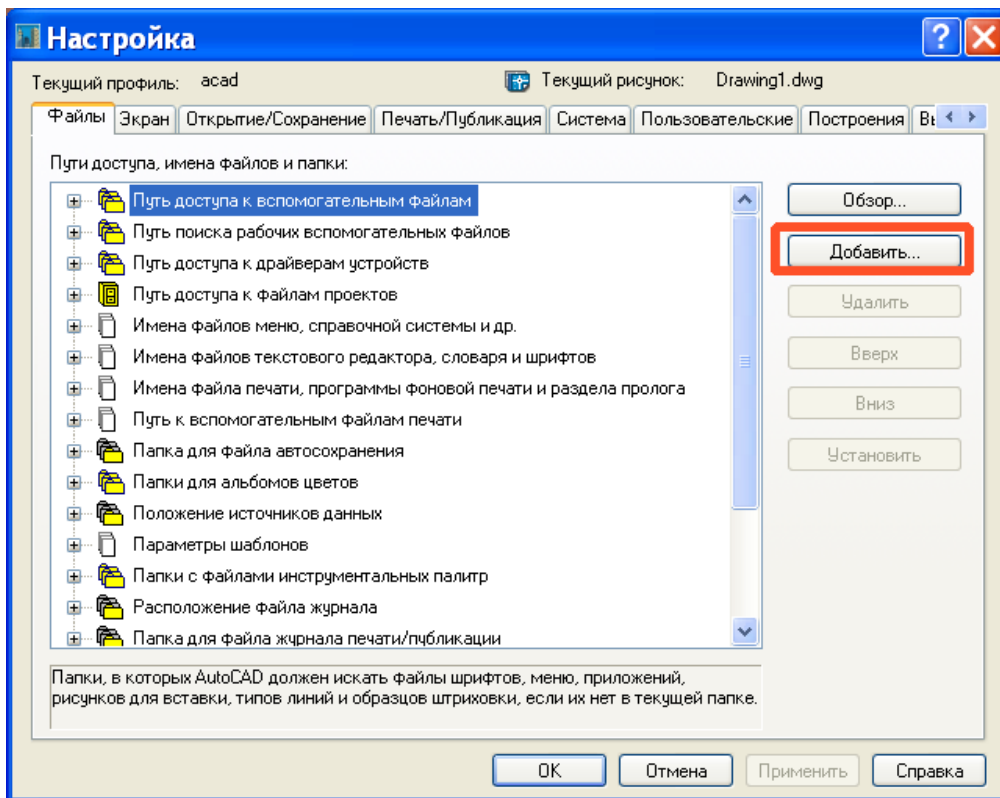 Настройка
Текущий профиль: acad Текущий рисунок: Drawing1.dwg
Файлы Экран Открытие/Сохранение Печать/Публикация Система Пользовательские Построения
Пути доступа, имена файлов и папки:
Путь доступа к вспомогательным файлам
Обзор...
Путь поиска рабочих вспомогательных файлов
Добавить...
Путь доступа к драйверам устройств
Путь доступа к файлам проектов
Удалить
Имена файлов меню, справочной системы и др.
Имена файлов текстового редактора, словаря и шрифтов
Вверх
Имена файла печати, программы фоновой печати и раздела пролога
Вниз
Путь к вспомогательным файлам печати
Папка для файла автосохранения
Установить
Папки для альбомов цветов
Положение источников данных
Параметры шаблонов
Папки с файлами инструментальных палитр
Расположение файла журнала
Папка для файла журнала печати/публикации
Папки, в которых AutoCAD должен искать файлы шрифтов, меню, приложений,
рисунков для вставки, типов линий и образцов штриховки, если их нет в текущей папке.
OK Отмена Применить Справка